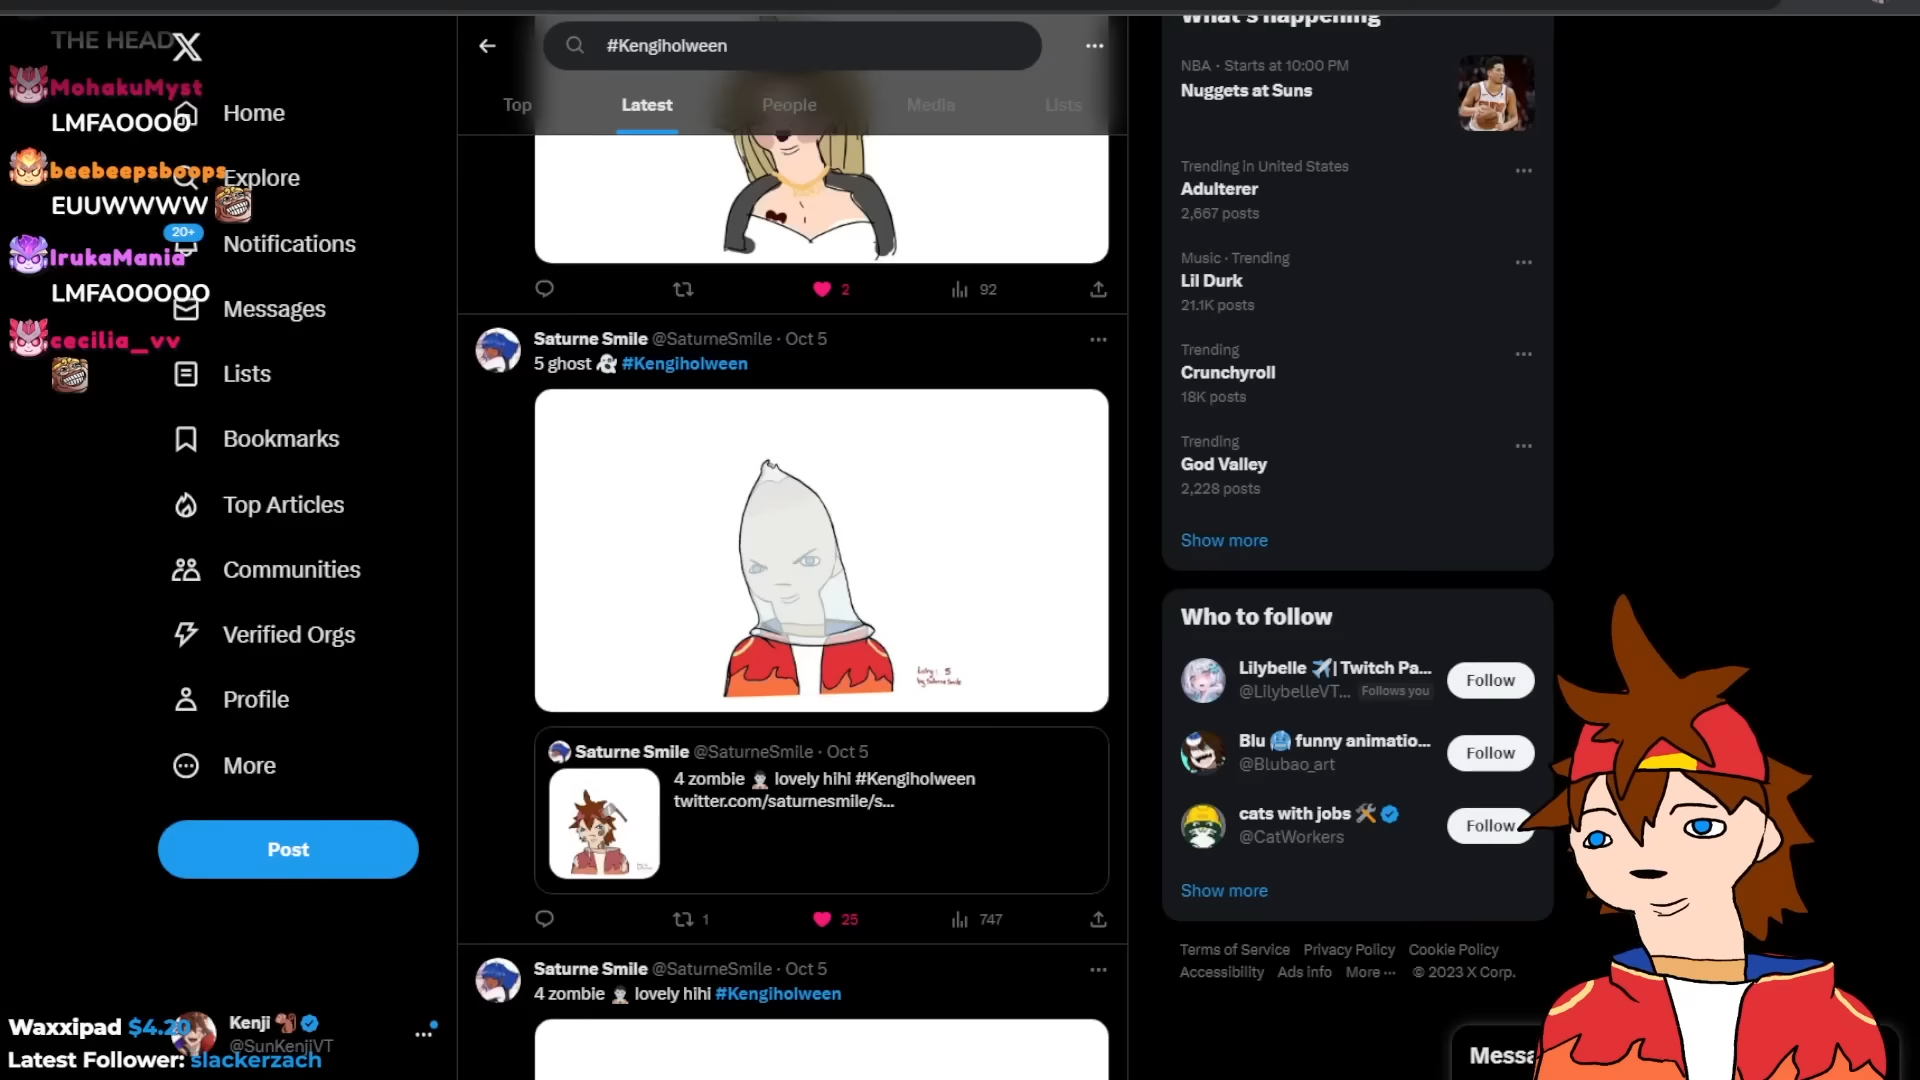 THE HEAD
MohakuMyst
LMFAOOOO
beebeepsboops
EUUWWWW
IrukaMania
LMFAOOOOO
cecilia_vv
Home
Explore
20+
Notifications
Messages
Lists
Bookmarks
Top Articles
Communities
Verified Orgs
Profile
More
Post
Waxxipad $4.20
Kenji
@SunKenjiVT
Latest Follower: slackerzach
#Kengiholween
Top
Latest
People
Media
Lists
2
92
Saturne Smile @SaturneSmile · Oct 5
5 ghost 👻 #Kengiholween
Saturne Smile @SaturneSmile · Oct 5
4 zombie 🧟 lovely hihi #Kengiholween
twitter.com/saturnesmile/s...
1
25
747
Saturne Smile @SaturneSmile · Oct 5
4 zombie 🧟 lovely hihi #Kengiholween
What's happening
NBA · Starts at 10:00 PM
Nuggets at Suns
Trending in United States
Adulterer
2,667 posts
Music · Trending
Lil Durk
21.1K posts
Trending
Crunchyroll
18K posts
Trending
God Valley
2,228 posts
Show more
Who to follow
Lilybelle ✈️| Twitch Pa...
@LilybelleVT... Follows you
Follow
Blu 🥶 funny animatio...
@Blubao_art
Follow
cats with jobs 🛠️
@CatWorkers
Follow
Show more
Terms of Service Privacy Policy Cookie Policy
Accessibility Ads info More ··· © 2023 X Corp.
Messa